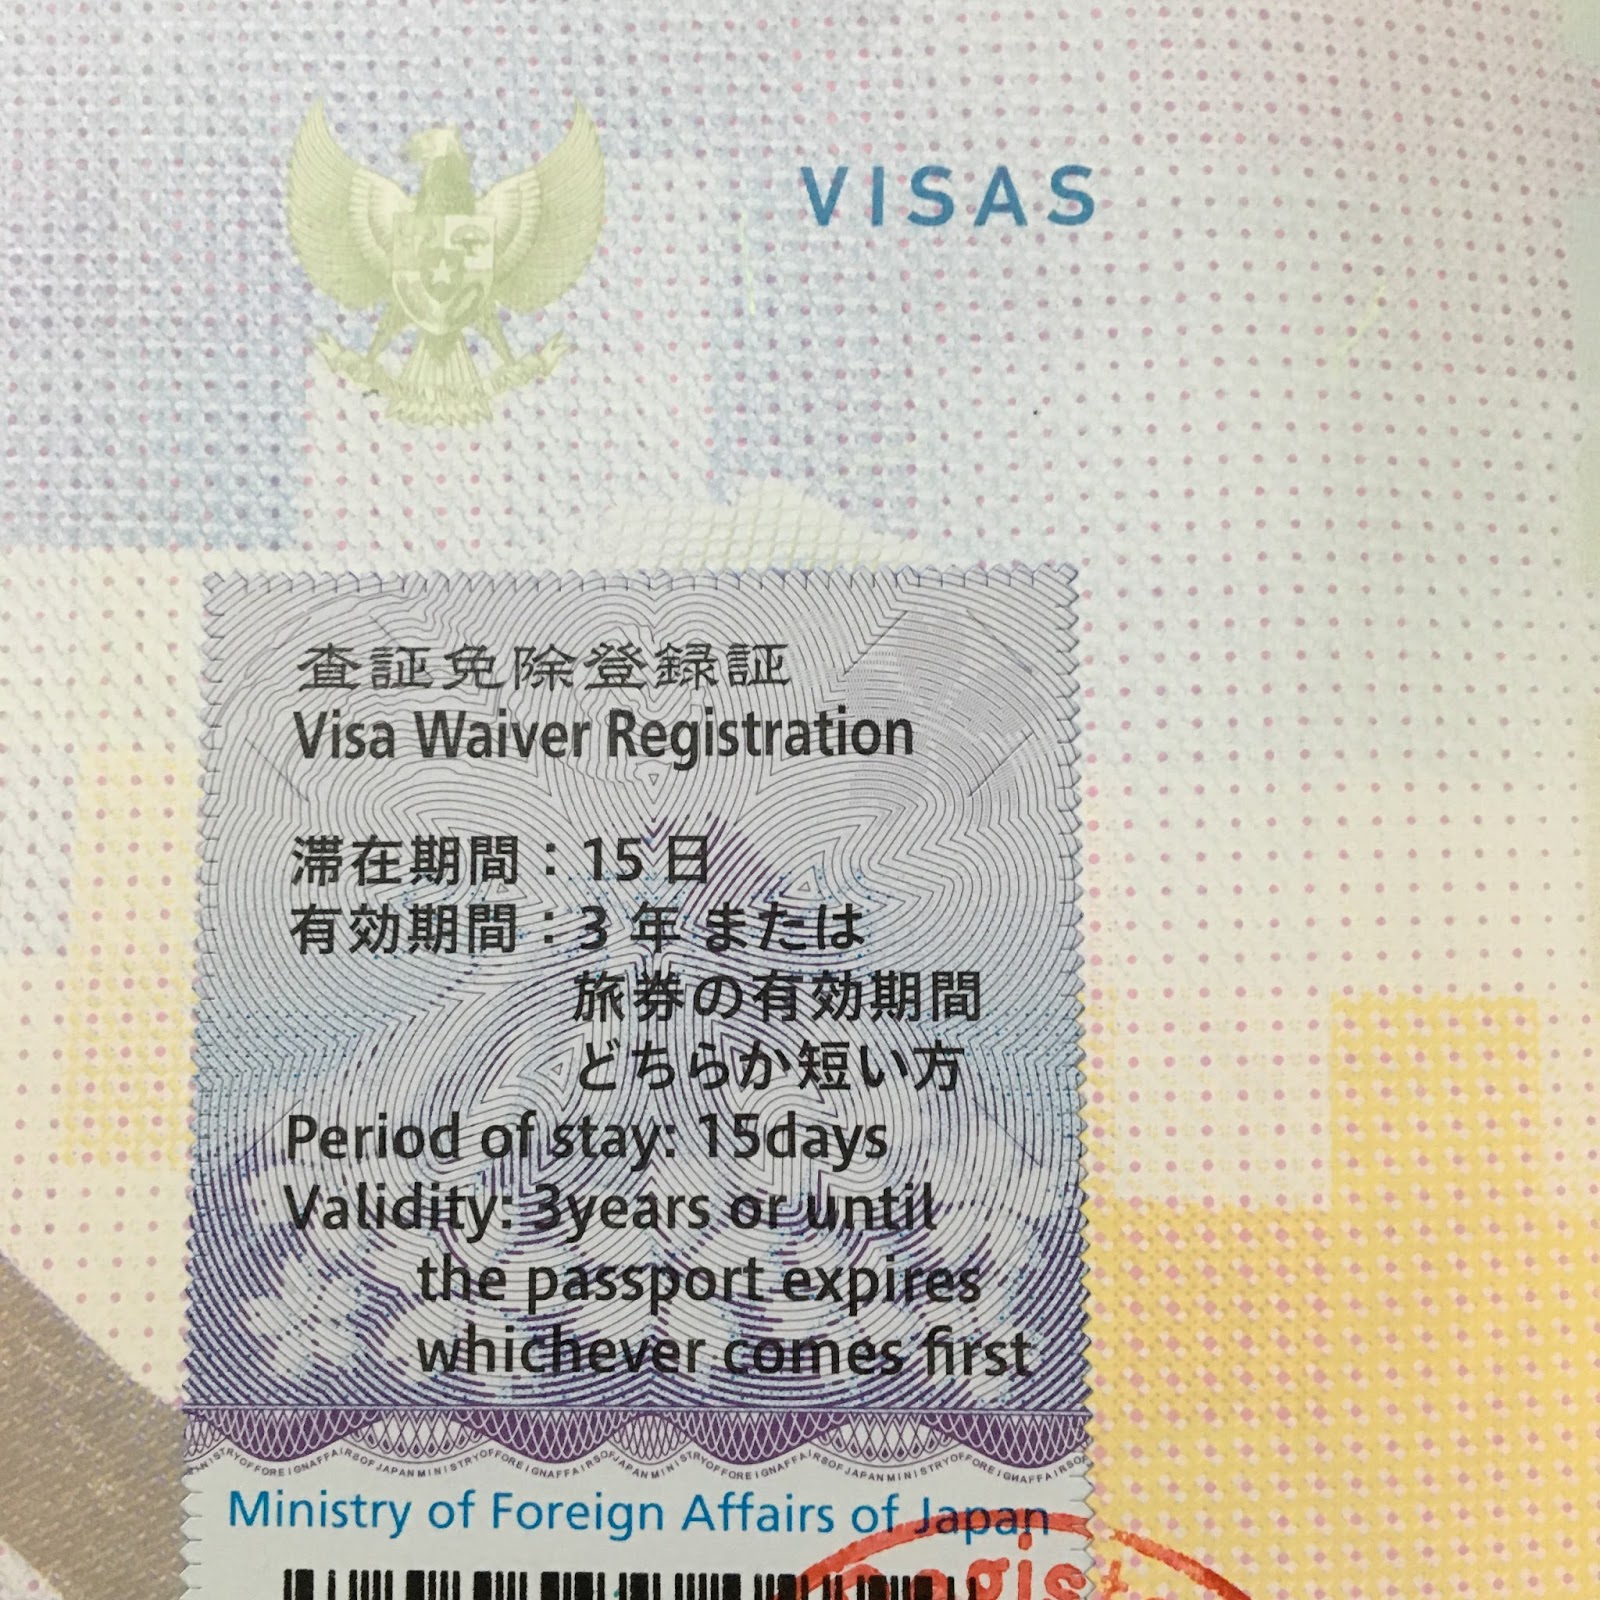 VISAS
査証免除登録証
Visa Waiver Registration
滞在期間：15 日
有効期間：3 年 または
旅券の有効期間
どちらか短い方
Period of stay: 15days
Validity: 3years or until
the passport expires
whichever comes first
MINISTRYOFFOREIGNAFFAIRSOFJAPANMINISTRYOFFOREIGNAFFAIRSOFJAPANMINISTRYOFFOREIGNAFFAIRSOFJAPANMINISTRYOFFOREIGNAFFAIRSOF
Ministry of Foreign Affairs of Japan